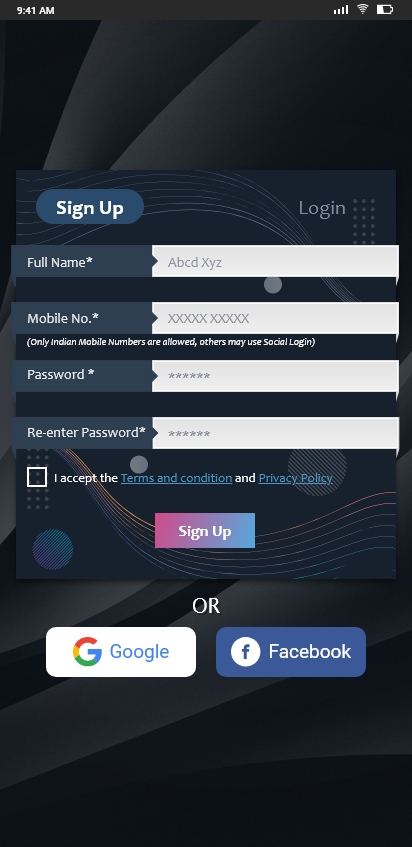 9:41 AM
Sign Up
Login
Full Name*
Abcd Xyz
Mobile No.*
XXXXX XXXXX
(Only Indian Mobile Numbers are allowed, others may use Social Login)
Password *
******
Re-enter Password*
******
I accept the Terms and condition and Privacy Policy
Sign Up
OR
Google
Facebook